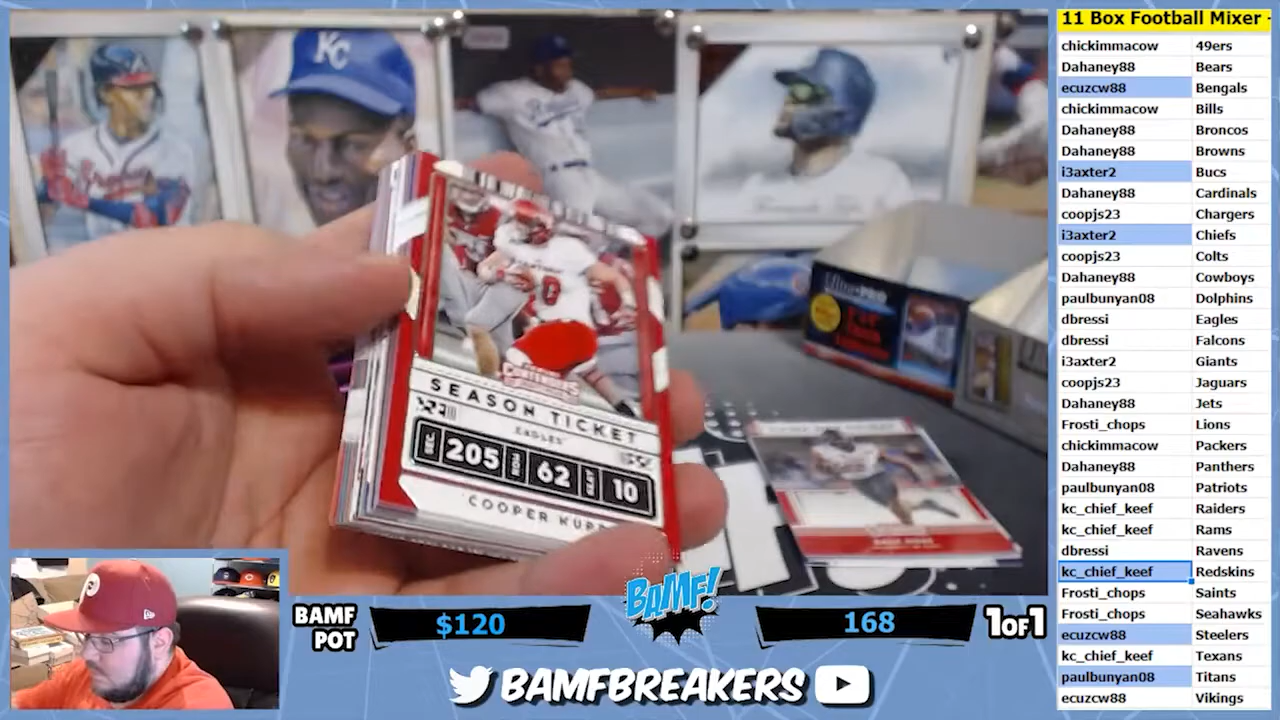 11 Box Football Mixer -
chickimmacow 49ers
Dahaney88 Bears
ecuzcw88 Bengals
chickimmacow Bills
Dahaney88 Broncos
Dahaney88 Browns
i3axter2 Bucs
Dahaney88 Cardinals
coopjs23 Chargers
i3axter2 Chiefs
coopjs23 Colts
Dahaney88 Cowboys
paulbunyan08 Dolphins
dbressi Eagles
dbressi Falcons
i3axter2 Giants
coopjs23 Jaguars
Dahaney88 Jets
Frosti_chops Lions
chickimmacow Packers
Dahaney88 Panthers
paulbunyan08 Patriots
kc_chief_keef Raiders
kc_chief_keef Rams
dbressi Ravens
kc_chief_keef Redskins
Frosti_chops Saints
Frosti_chops Seahawks
ecuzcw88 Steelers
kc_chief_keef Texans
paulbunyan08 Titans
ecuzcw88 Vikings
KC
CONTENDERS
SEASON TICKET
EAGLES
SEC 205 ROW 62 SEAT 10
COOPER KUPP
BAMF POT
$120
BAMF!
168
1OF1
BAMFBREAKERS